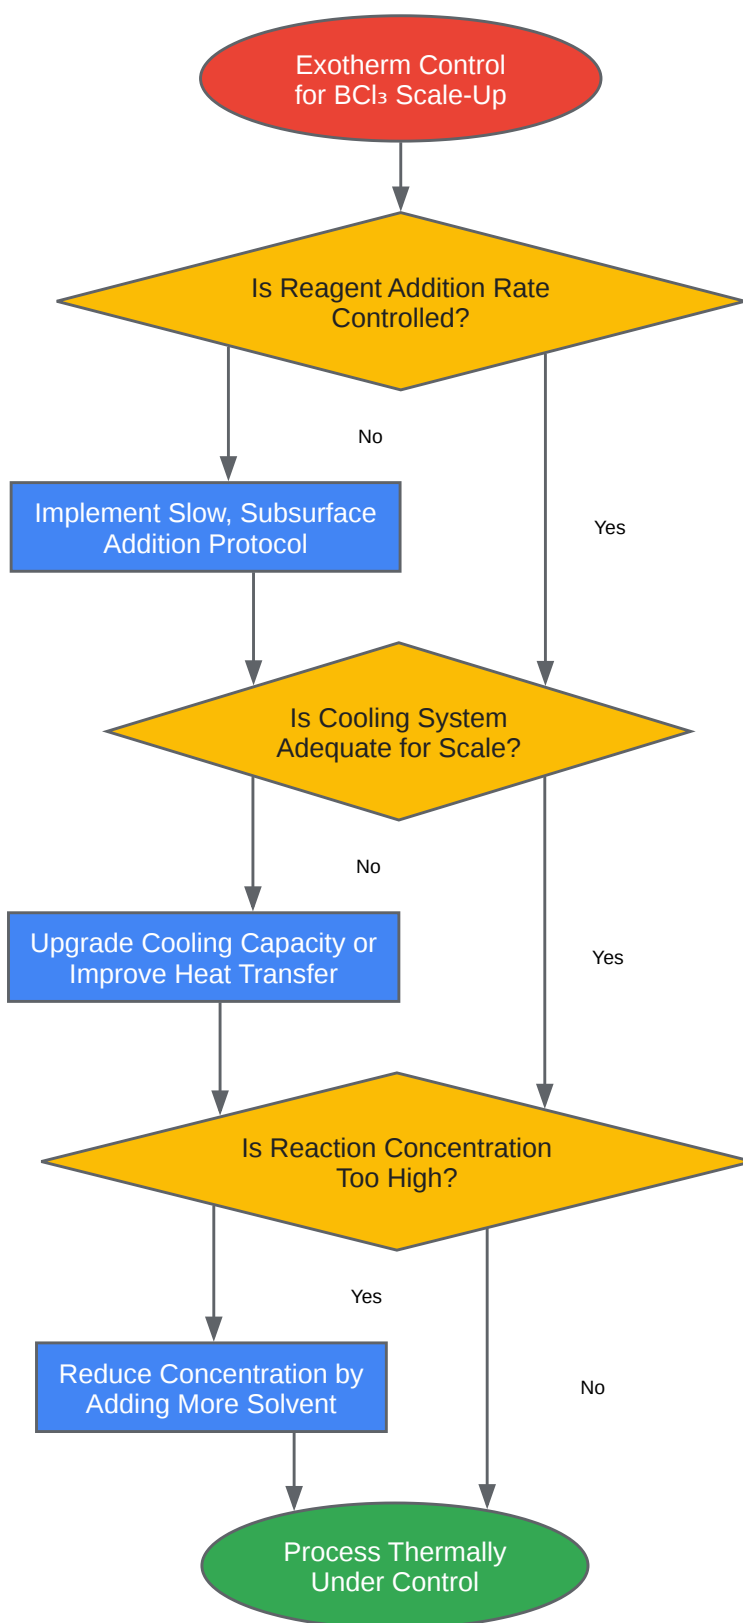 Exotherm Control
for BCl₃ Scale-Up
Is Reagent Addition Rate
Controlled?
No
Implement Slow, Subsurface
Addition Protocol
Yes
Is Cooling System
Adequate for Scale?
No
Upgrade Cooling Capacity or
Improve Heat Transfer
Yes
Is Reaction Concentration
Too High?
Yes
Reduce Concentration by
Adding More Solvent
No
Process Thermally
Under Control